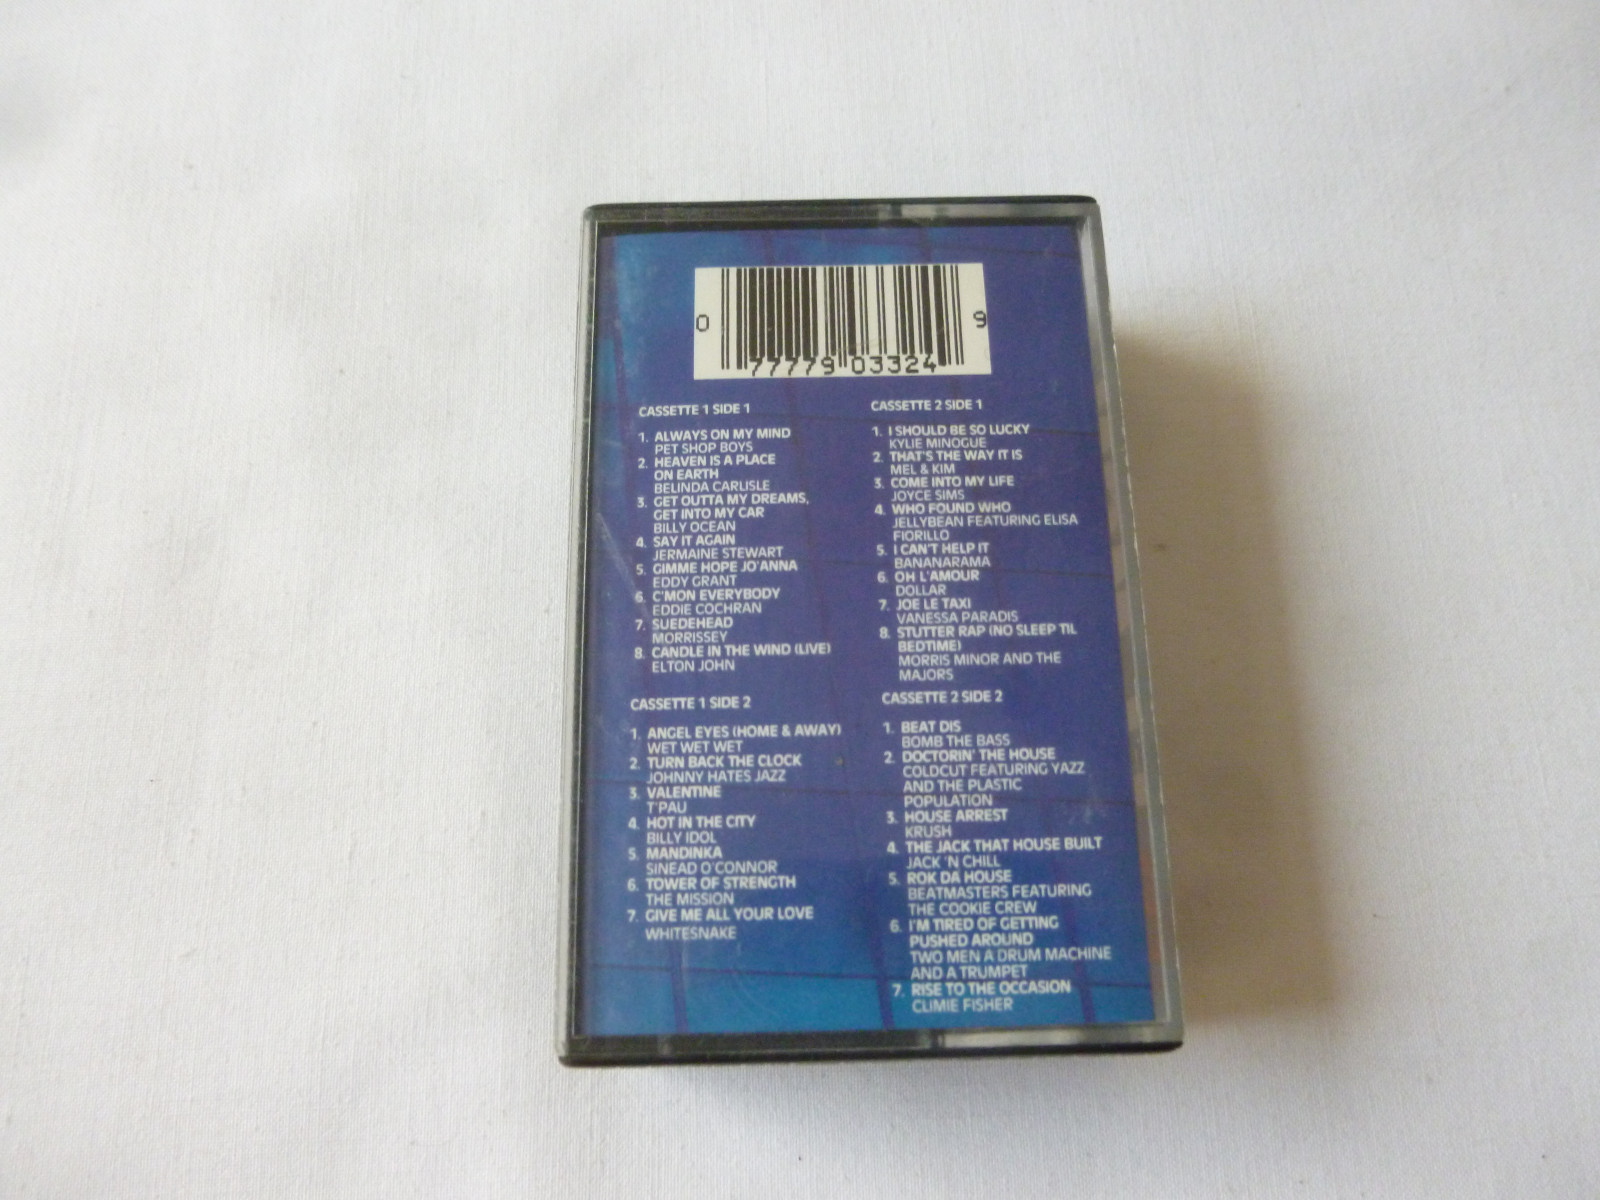 0 77779 03324 9
CASSETTE 1 SIDE 1
1. ALWAYS ON MY MIND
PET SHOP BOYS
2. HEAVEN IS A PLACE
ON EARTH
BELINDA CARLISLE
3. GET OUTTA MY DREAMS,
GET INTO MY CAR
BILLY OCEAN
4. SAY IT AGAIN
JERMAINE STEWART
5. GIMME HOPE JO'ANNA
EDDY GRANT
6. C'MON EVERYBODY
EDDIE COCHRAN
7. SUEDEHEAD
MORRISSEY
8. CANDLE IN THE WIND (LIVE)
ELTON JOHN
CASSETTE 1 SIDE 2
1. ANGEL EYES (HOME & AWAY)
WET WET WET
2. TURN BACK THE CLOCK
JOHNNY HATES JAZZ
3. VALENTINE
T'PAU
4. HOT IN THE CITY
BILLY IDOL
5. MANDINKA
SINEAD O'CONNOR
6. TOWER OF STRENGTH
THE MISSION
7. GIVE ME ALL YOUR LOVE
WHITESNAKE
CASSETTE 2 SIDE 1
1. I SHOULD BE SO LUCKY
KYLIE MINOGUE
2. THAT'S THE WAY IT IS
MEL & KIM
3. COME INTO MY LIFE
JOYCE SIMS
4. WHO FOUND WHO
JELLYBEAN FEATURING ELISA
FIORILLO
5. I CAN'T HELP IT
BANANARAMA
6. OH L'AMOUR
DOLLAR
7. JOE LE TAXI
VANESSA PARADIS
8. STUTTER RAP (NO SLEEP TIL
BEDTIME)
MORRIS MINOR AND THE
MAJORS
CASSETTE 2 SIDE 2
1. BEAT DIS
BOMB THE BASS
2. DOCTORIN' THE HOUSE
COLDCUT FEATURING YAZZ
AND THE PLASTIC
POPULATION
3. HOUSE ARREST
KRUSH
4. THE JACK THAT HOUSE BUILT
JACK 'N CHILL
5. ROK DA HOUSE
BEATMASTERS FEATURING
THE COOKIE CREW
6. I'M TIRED OF GETTING
PUSHED AROUND
TWO MEN A DRUM MACHINE
AND A TRUMPET
7. RISE TO THE OCCASION
CLIMIE FISHER